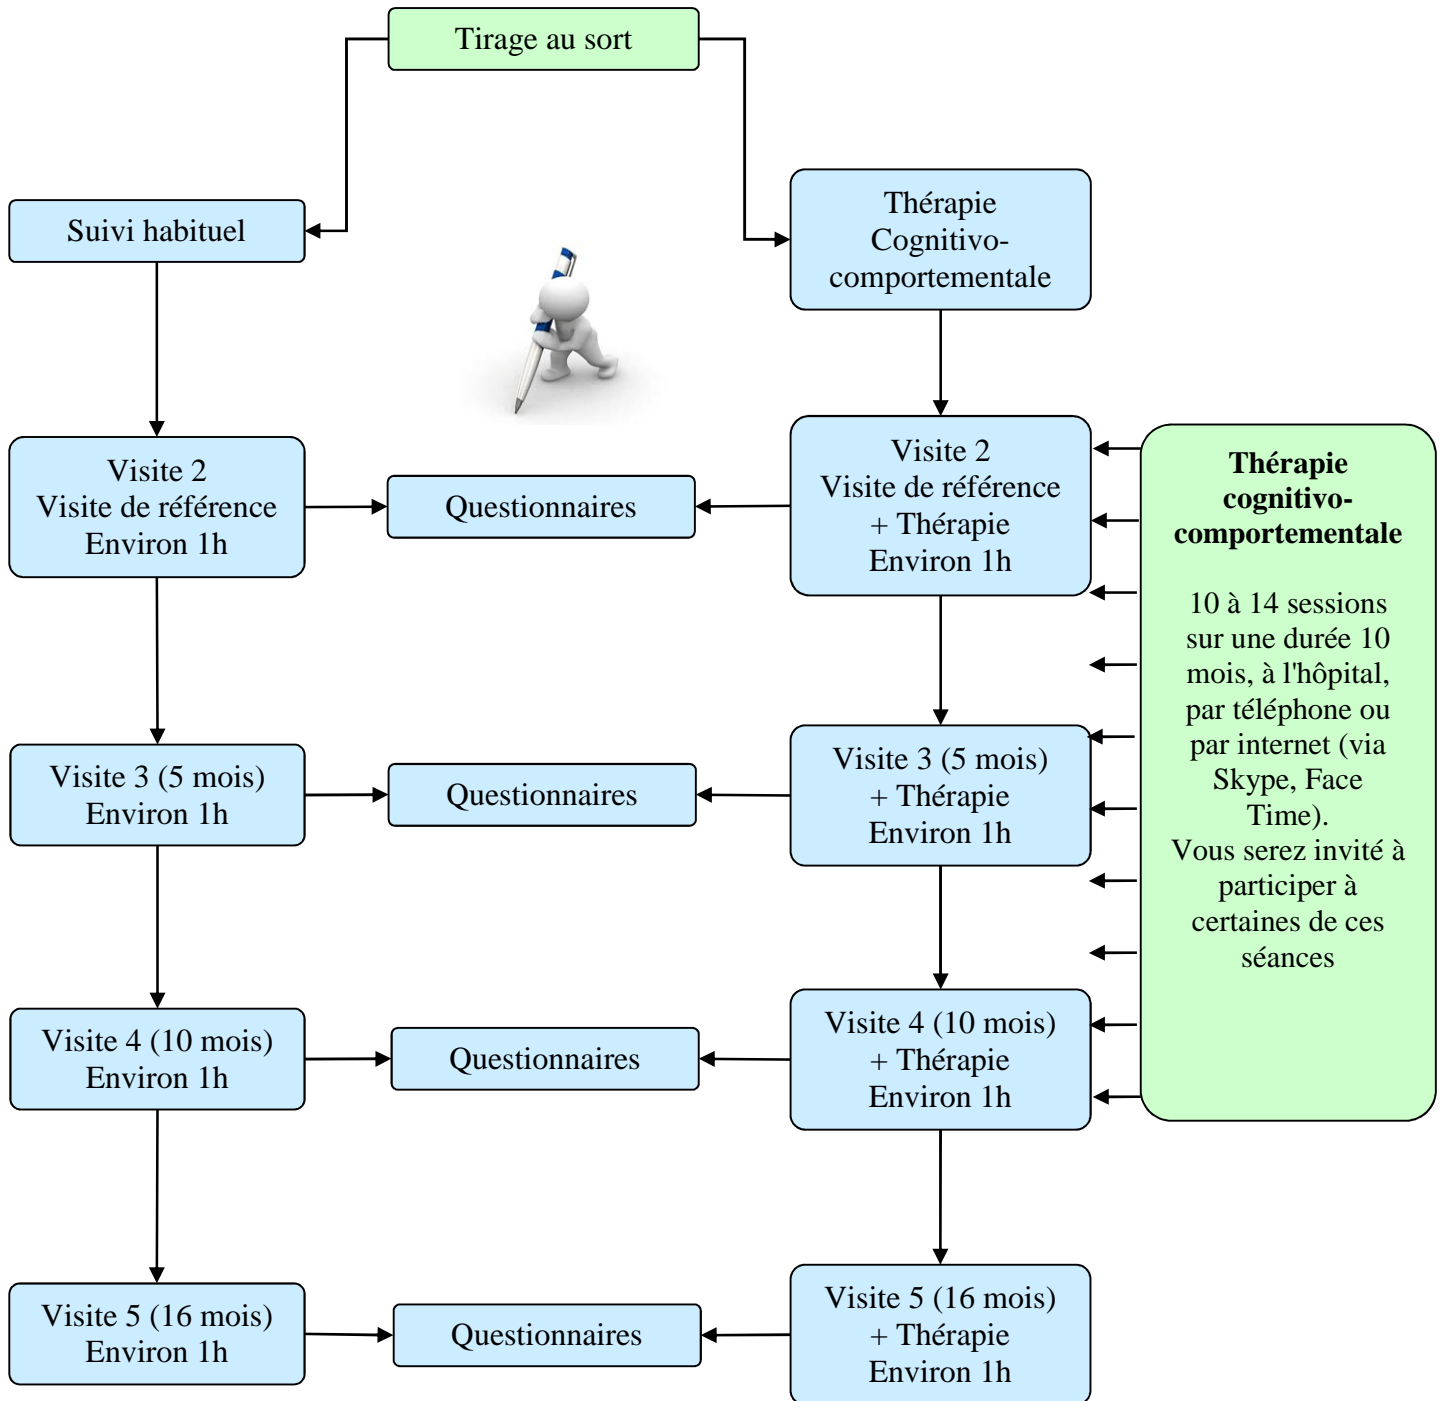 Tirage au sort
Suivi habituel
Thérapie
Cognitivo-
comportementale
Visite 2
Visite de référence
Environ 1h
Questionnaires
Visite 2
Visite de référence
+ Thérapie
Environ 1h
Thérapie
cognitivo-
comportementale
10 à 14 sessions
sur une durée 10
mois, à l'hôpital,
par téléphone ou
par internet (via
Skype, Face
Time).
Vous serez invité à
participer à
certaines de ces
séances
Visite 3 (5 mois)
Environ 1h
Questionnaires
Visite 3 (5 mois)
+ Thérapie
Environ 1h
Visite 4 (10 mois)
Environ 1h
Questionnaires
Visite 4 (10 mois)
+ Thérapie
Environ 1h
Visite 5 (16 mois)
Environ 1h
Questionnaires
Visite 5 (16 mois)
+ Thérapie
Environ 1h